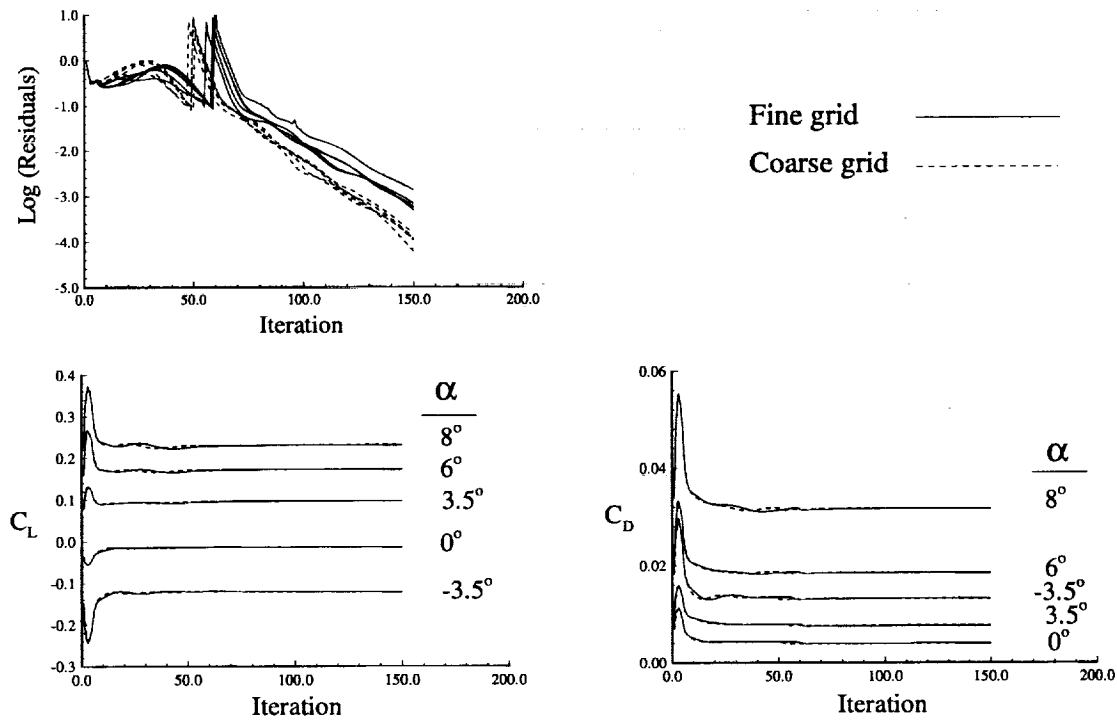 1.0
0.0
-1.0
-2.0
-3.0
-4.0
-5.0
Log (Residuals)
0.0 50.0 100.0 150.0 200.0
Iteration
Fine grid
Coarse grid
0.4
0.3
0.2
0.1
0.0
-0.1
-0.2
-0.3
C_L
0.0 50.0 100.0 150.0 200.0
Iteration
α
8°
6°
3.5°
0°
-3.5°
0.06
0.04
0.02
0.00
C_D
0.0 50.0 100.0 150.0 200.0
Iteration
α
8°
6°
-3.5°
3.5°
0°